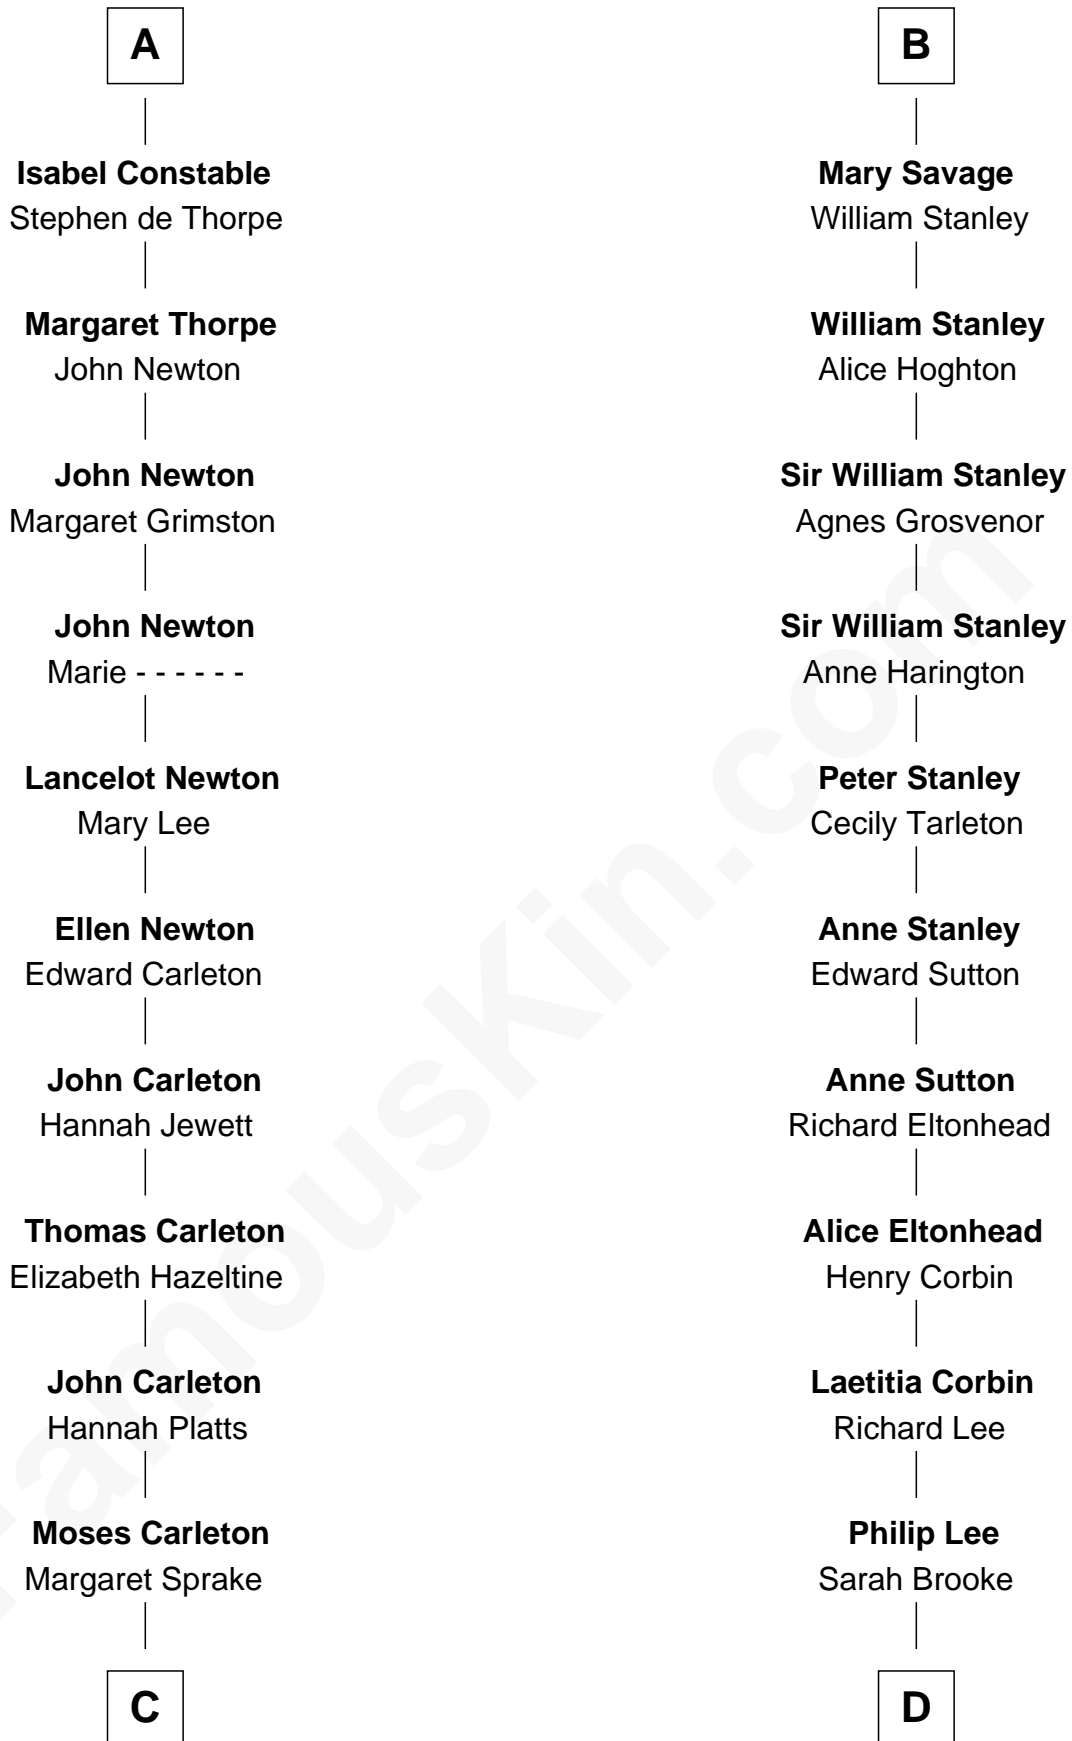 A
Isabel Constable
Stephen de Thorpe
Margaret Thorpe
John Newton
John Newton
Margaret Grimston
John Newton
Marie - - - - - -
Lancelot Newton
Mary Lee
Ellen Newton
Edward Carleton
John Carleton
Hannah Jewett
Thomas Carleton
Elizabeth Hazeltine
John Carleton
Hannah Platts
Moses Carleton
Margaret Sprake
C
B
Mary Savage
William Stanley
William Stanley
Alice Hoghton
Sir William Stanley
Agnes Grosvenor
Sir William Stanley
Anne Harington
Peter Stanley
Cecily Tarleton
Anne Stanley
Edward Sutton
Anne Sutton
Richard Eltonhead
Alice Eltonhead
Henry Corbin
Laetitia Corbin
Richard Lee
Philip Lee
Sarah Brooke
D
FamousKin.com